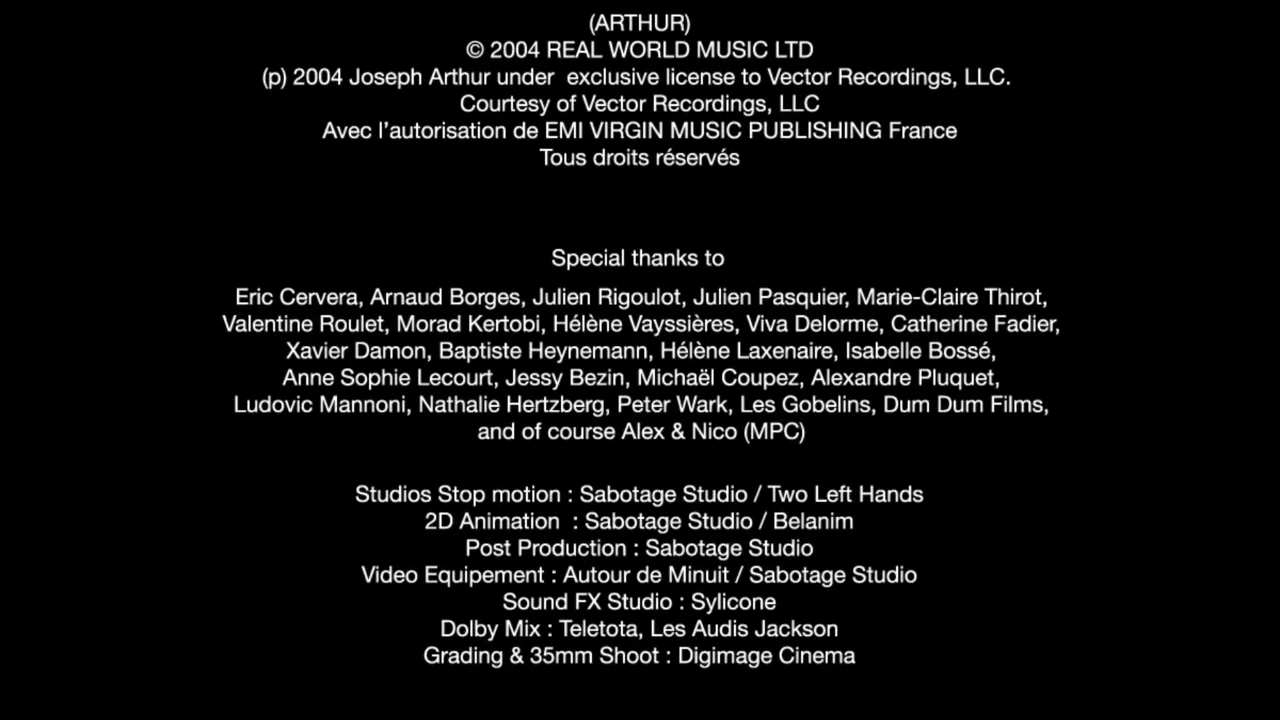 (ARTHUR)
© 2004 REAL WORLD MUSIC LTD
(p) 2004 Joseph Arthur under  exclusive license to Vector Recordings, LLC.
Courtesy of Vector Recordings, LLC
Avec l’autorisation de EMI VIRGIN MUSIC PUBLISHING France
Tous droits réservés
Special thanks to
Eric Cervera, Arnaud Borges, Julien Rigoulot, Julien Pasquier, Marie-Claire Thirot,
Valentine Roulet, Morad Kertobi, Hélène Vayssières, Viva Delorme, Catherine Fadier,
Xavier Damon, Baptiste Heynemann, Hélène Laxenaire, Isabelle Bossé,
Anne Sophie Lecourt, Jessy Bezin, Michaël Coupez, Alexandre Pluquet,
Ludovic Mannoni, Nathalie Hertzberg, Peter Wark, Les Gobelins, Dum Dum Films,
and of course Alex & Nico (MPC)
Studios Stop motion : Sabotage Studio / Two Left Hands
2D Animation  : Sabotage Studio / Belanim
Post Production : Sabotage Studio
Video Equipement : Autour de Minuit / Sabotage Studio
Sound FX Studio : Sylicone
Dolby Mix : Teletota, Les Audis Jackson
Grading & 35mm Shoot : Digimage Cinema